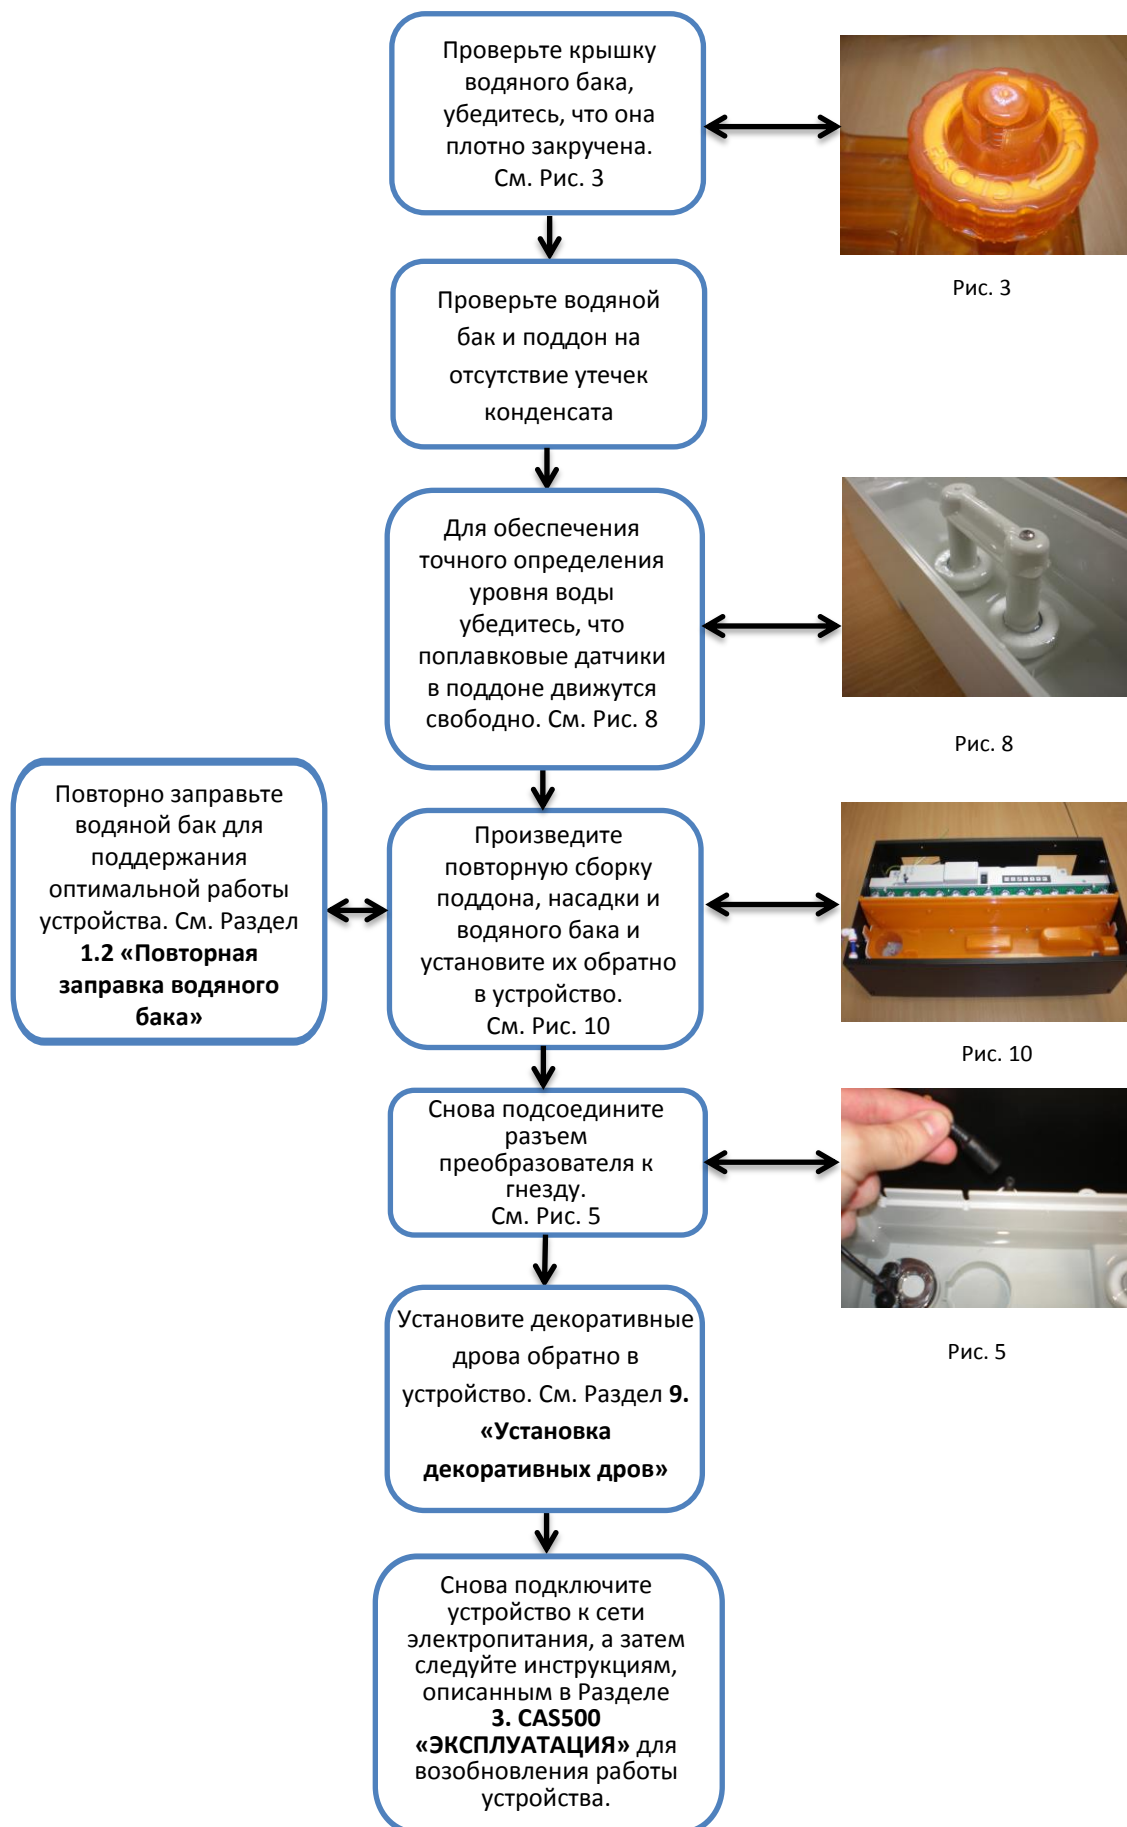 Проверьте крышку
водяного бака,
убедитесь, что она
плотно закручена.
См. Рис. 3
OPEN
CLOSE
Рис. 3
Проверьте водяной
бак и поддон на
отсутствие утечек
конденсата
Для обеспечения
точного определения
уровня воды
убедитесь, что
поплавковые датчики
в поддоне движутся
свободно. См. Рис. 8
Рис. 8
Повторно заправьте
водяной бак для
поддержания
оптимальной работы
устройства. См. Раздел
1.2 «Повторная
заправка водяного
бака»
Произведите
повторную сборку
поддона, насадки и
водяного бака и
установите их обратно
в устройство.
См. Рис. 10
Рис. 10
Снова подсоедините
разъем
преобразователя к
гнезду.
См. Рис. 5
Рис. 5
Установите декоративные
дрова обратно в
устройство. См. Раздел 9.
«Установка
декоративных дров»
Снова подключите
устройство к сети
электропитания, а затем
следуйте инструкциям,
описанным в Разделе
3. CAS500
«ЭКСПЛУАТАЦИЯ» для
возобновления работы
устройства.